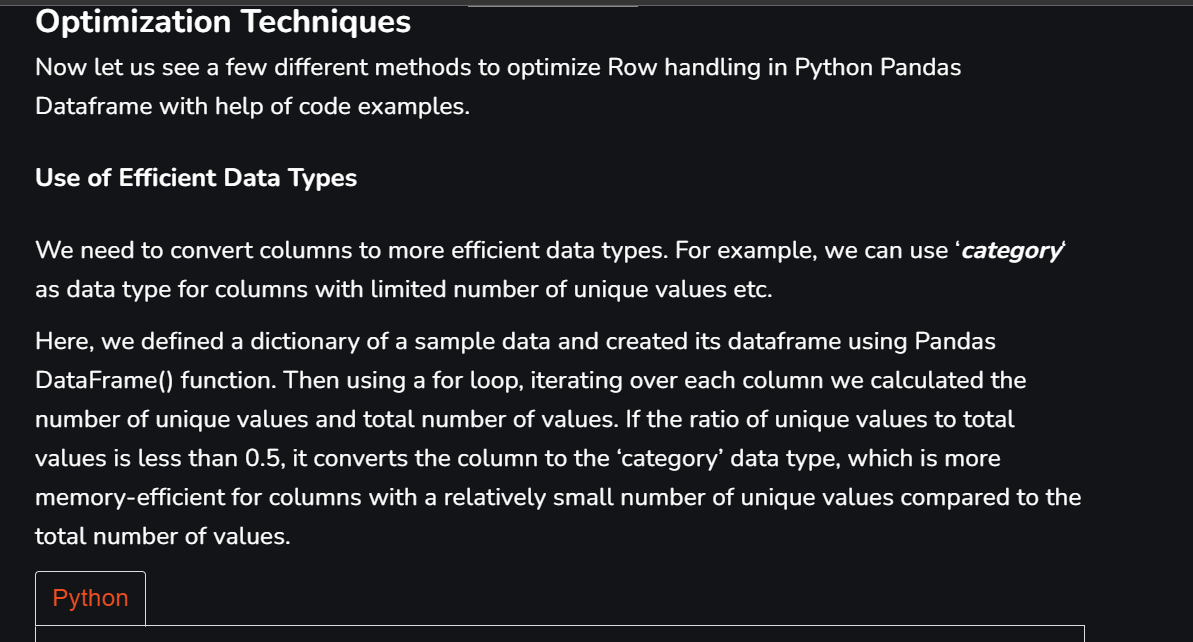 Optimization Techniques
Now let us see a few different methods to optimize Row handling in Python Pandas
Dataframe with help of code examples.
Use of Efficient Data Types
We need to convert columns to more efficient data types. For example, we can use ‘category‘
as data type for columns with limited number of unique values etc.
Here, we defined a dictionary of a sample data and created its dataframe using Pandas
DataFrame() function. Then using a for loop, iterating over each column we calculated the
number of unique values and total number of values. If the ratio of unique values to total
values is less than 0.5, it converts the column to the ‘category’ data type, which is more
memory-efficient for columns with a relatively small number of unique values compared to the
total number of values.
Python